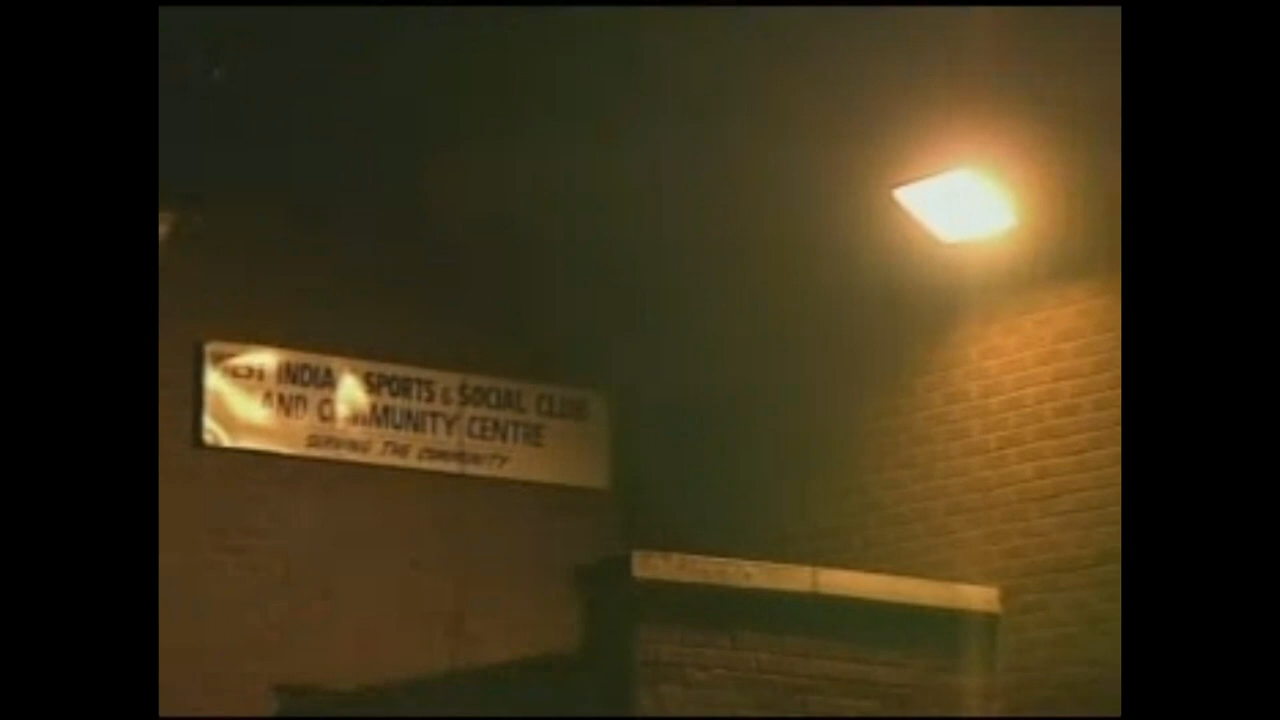 INDIA SPORTS & SOCIAL CLUB
AND COMMUNITY CENTRE
SERVING THE COMMUNITY